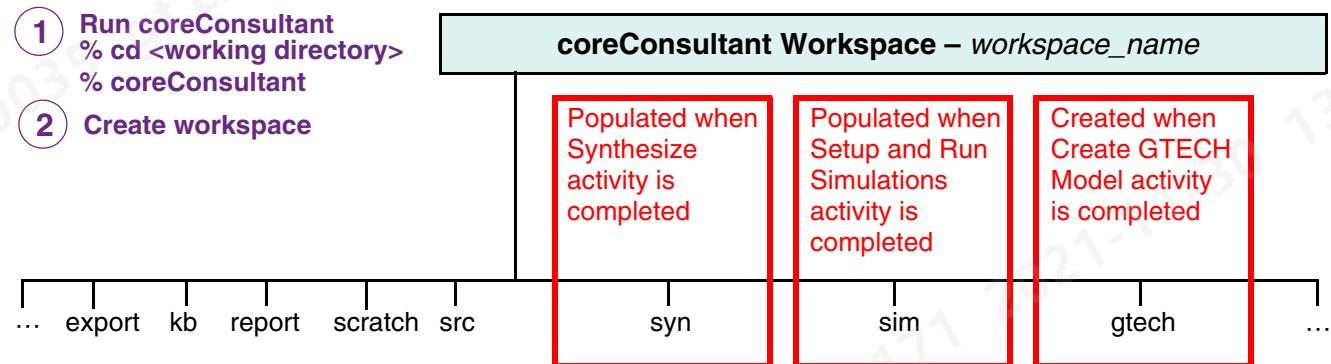 1 Run coreConsultant
% cd <working directory>
% coreConsultant
2 Create workspace
coreConsultant Workspace – workspace_name
Populated when
Synthesize
activity is
completed
Populated when
Setup and Run
Simulations
activity is
completed
Created when
Create GTECH
Model activity
is completed
... export kb report scratch src syn sim gtech ...